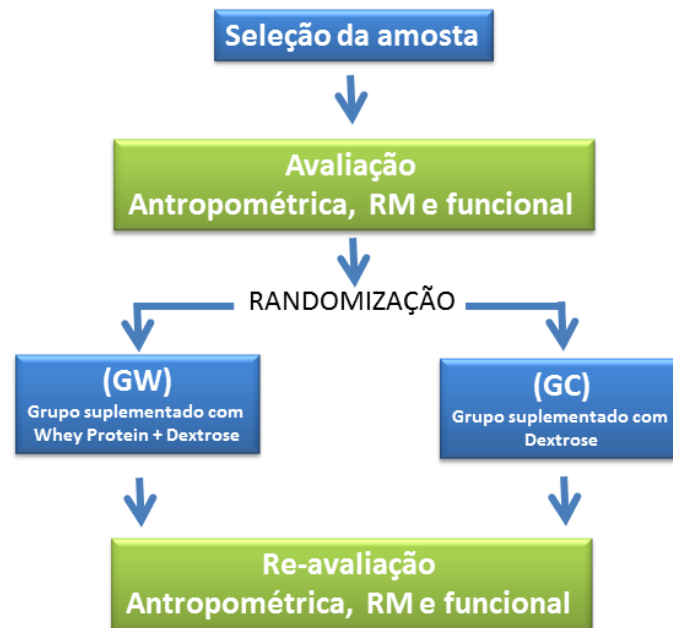 Seleção da amosta
Avaliação
Antropométrica, RM e funcional
RANDOMIZAÇÃO
(GW)
Grupo suplementado com
Whey Protein + Dextrose
(GC)
Grupo suplementado com
Dextrose
Re-avaliação
Antropométrica, RM e funcional